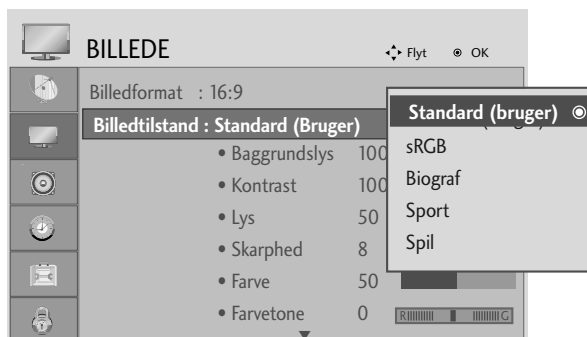 BILLEDE
Flyt
OK
Billedformat : 16:9
Billedtilstand : Standard (Bruger)
• Baggrundslys 100
• Kontrast 100
• Lys 50
• Skarphed 8
• Farve 50
• Farvetone 0
R G
Standard (bruger)
sRGB
Biograf
Sport
Spil